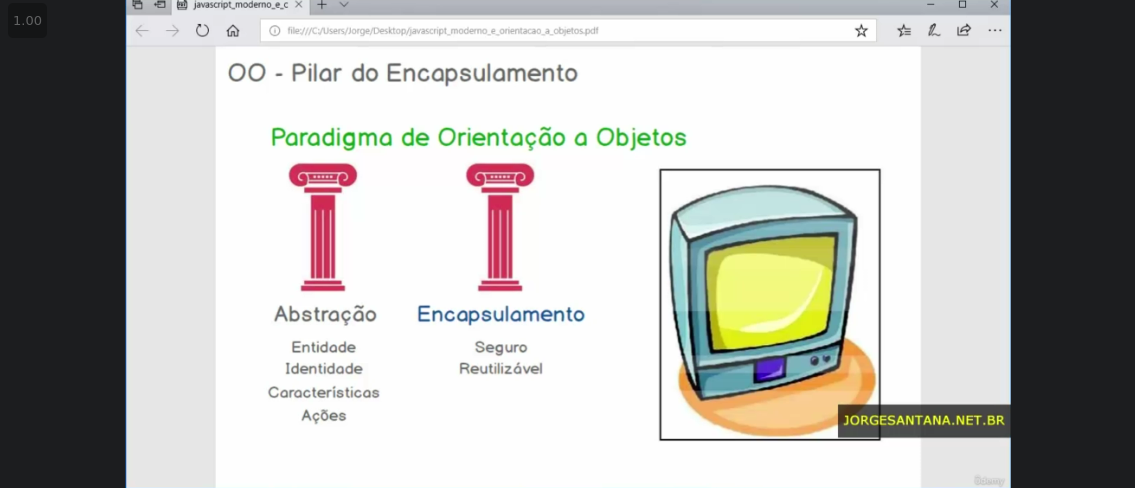 1.00
javascript_moderno_e_c
file:///C:/Users/Jorge/Desktop/javascript_moderno_e_orientacao_a_objetos.pdf
OO - Pilar do Encapsulamento
Paradigma de Orientação a Objetos
Abstração
Entidade
Identidade
Características
Ações
Encapsulamento
Seguro
Reutilizável
JORGESANTANA.NET.BR
Udemy